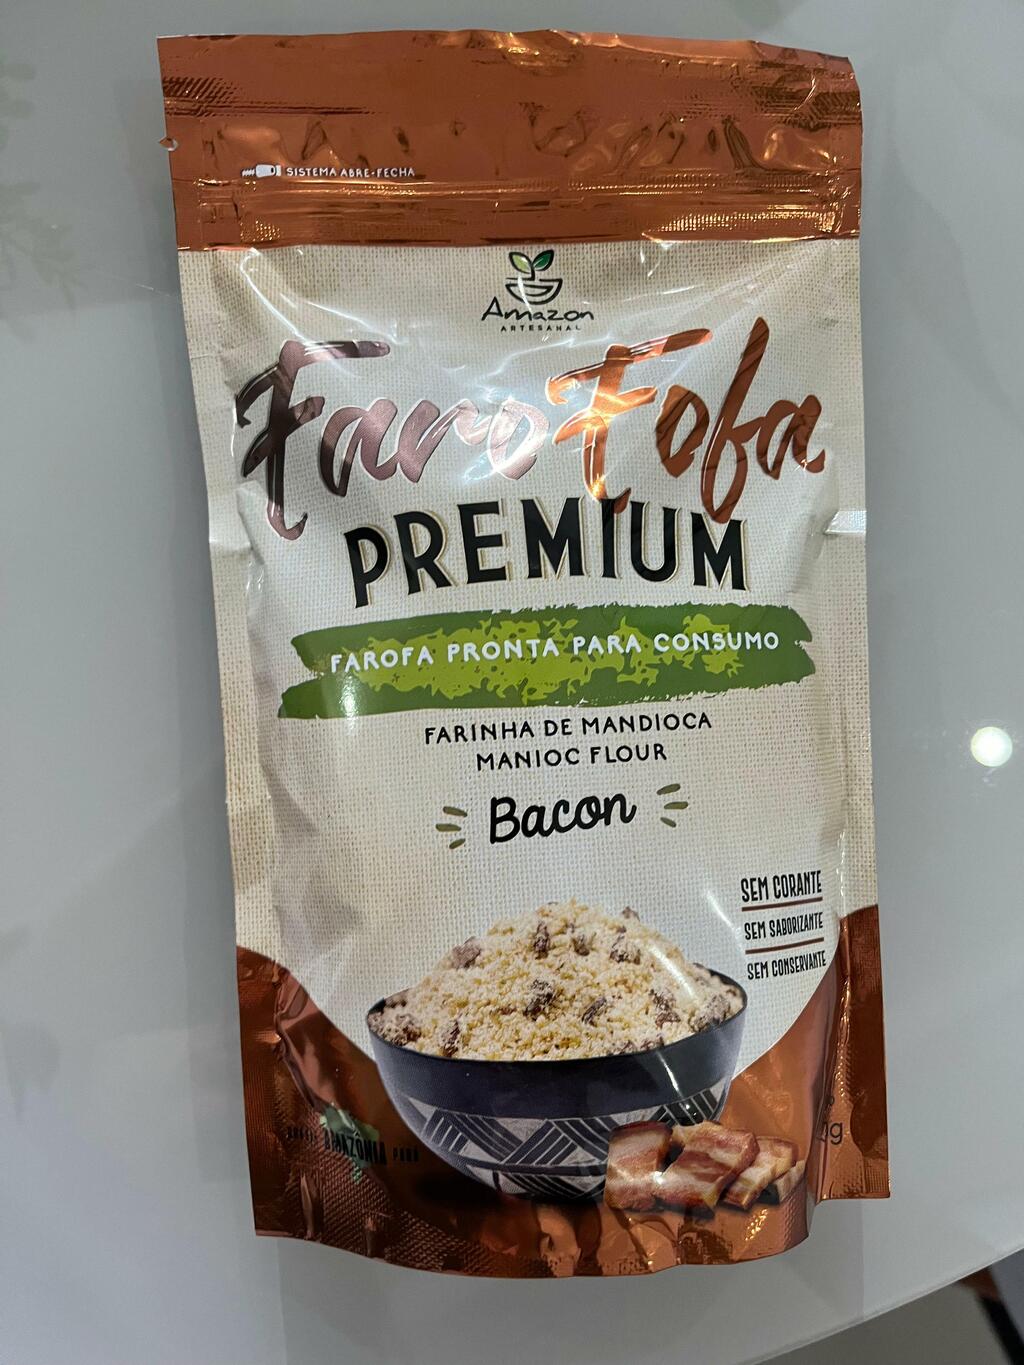 SISTEMA ABRE-FECHA
Amazon
ARTESANAL
FaroFofa
PREMIUM
FAROFA PRONTA PARA CONSUMO
FARINHA DE MANDIOCA
MANIOC FLOUR
Bacon
SEM CORANTE
SEM SABORIZANTE
SEM CONSERVANTE
AMAZÔNIA PARÁ